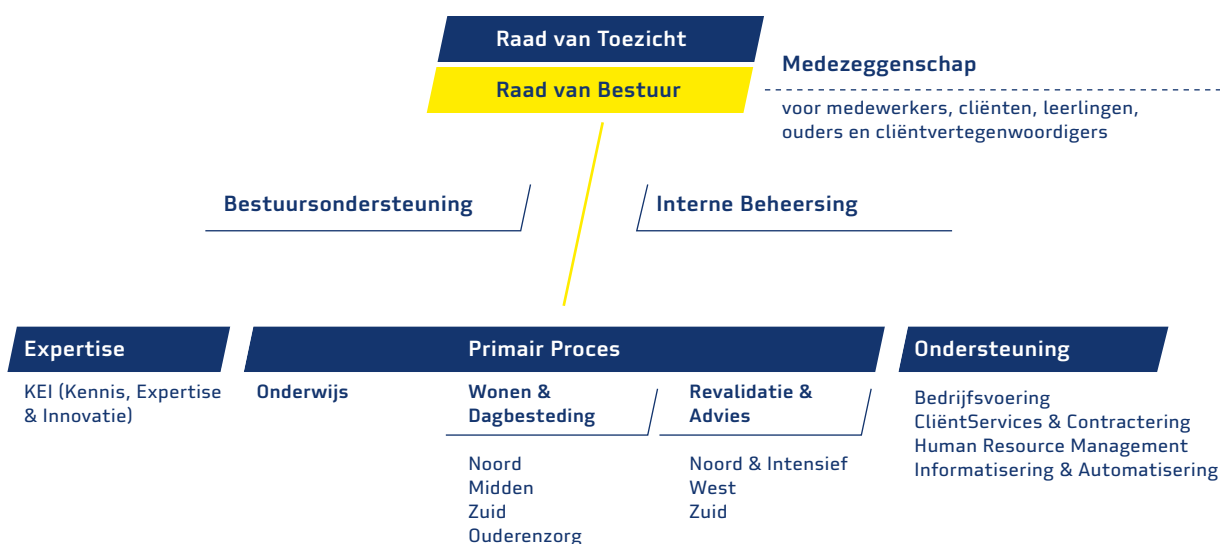 Raad van Toezicht
Raad van Bestuur
Medezeggenschap
voor medewerkers, cliënten, leerlingen,
ouders en cliëntvertegenwoordigers
Bestuursondersteuning
Interne Beheersing
Expertise
KEI (Kennis, Expertise
& Innovatie)
Primair Proces
Onderwijs
Wonen &
Dagbesteding
Noord
Midden
Zuid
Ouderenzorg
Revalidatie &
Advies
Noord & Intensief
West
Zuid
Ondersteuning
Bedrijfsvoering
CliëntServices & Contractering
Human Resource Management
Informatisering & Automatisering